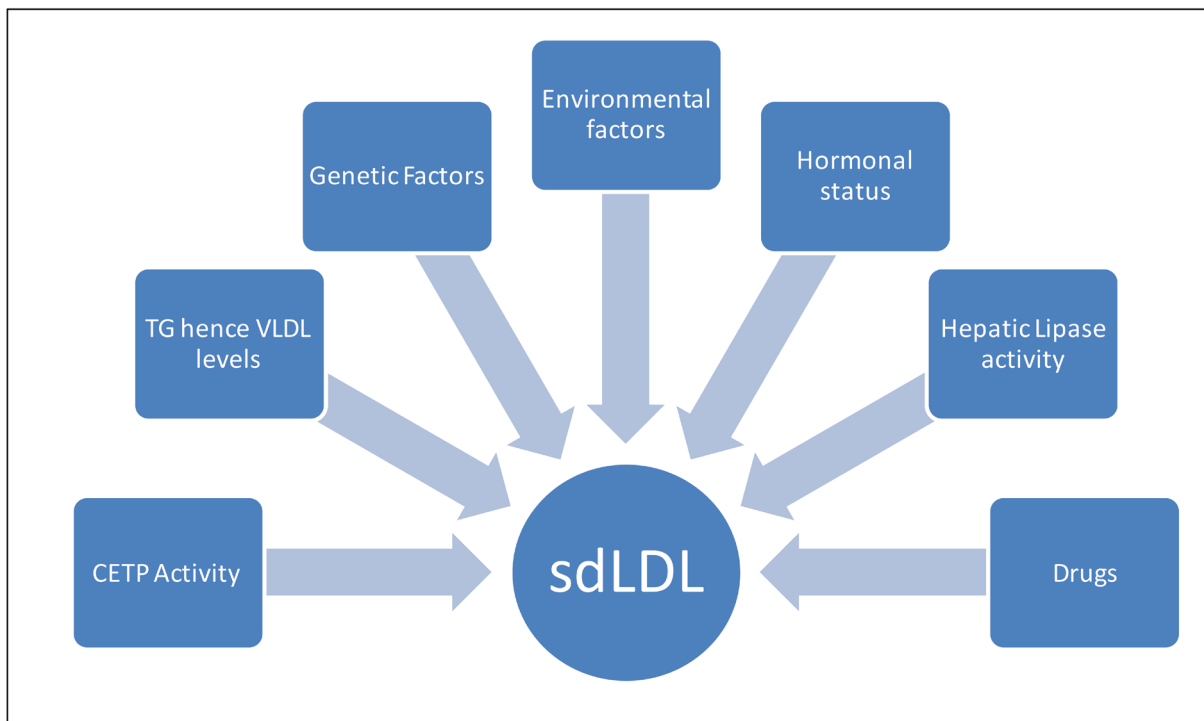 Environmental
factors
Genetic Factors
Hormonal
status
TG hence VLDL
levels
Hepatic Lipase
activity
CETP Activity
sdLDL
Drugs